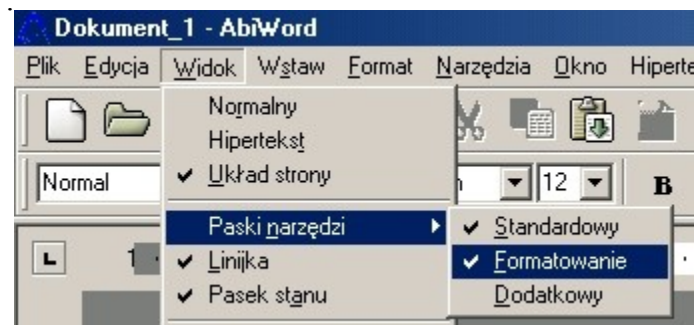 Dokument_1 - AbiWord
Plik Edycja Widok Wstaw Format Narzędzia Okno Hiperte
Normalny
Hipertekst
Układ strony
Normal 12 B
Paski narzędzi Standardowy
L 1 Linijka Formatowanie
Pasek stanu Dodatkowy